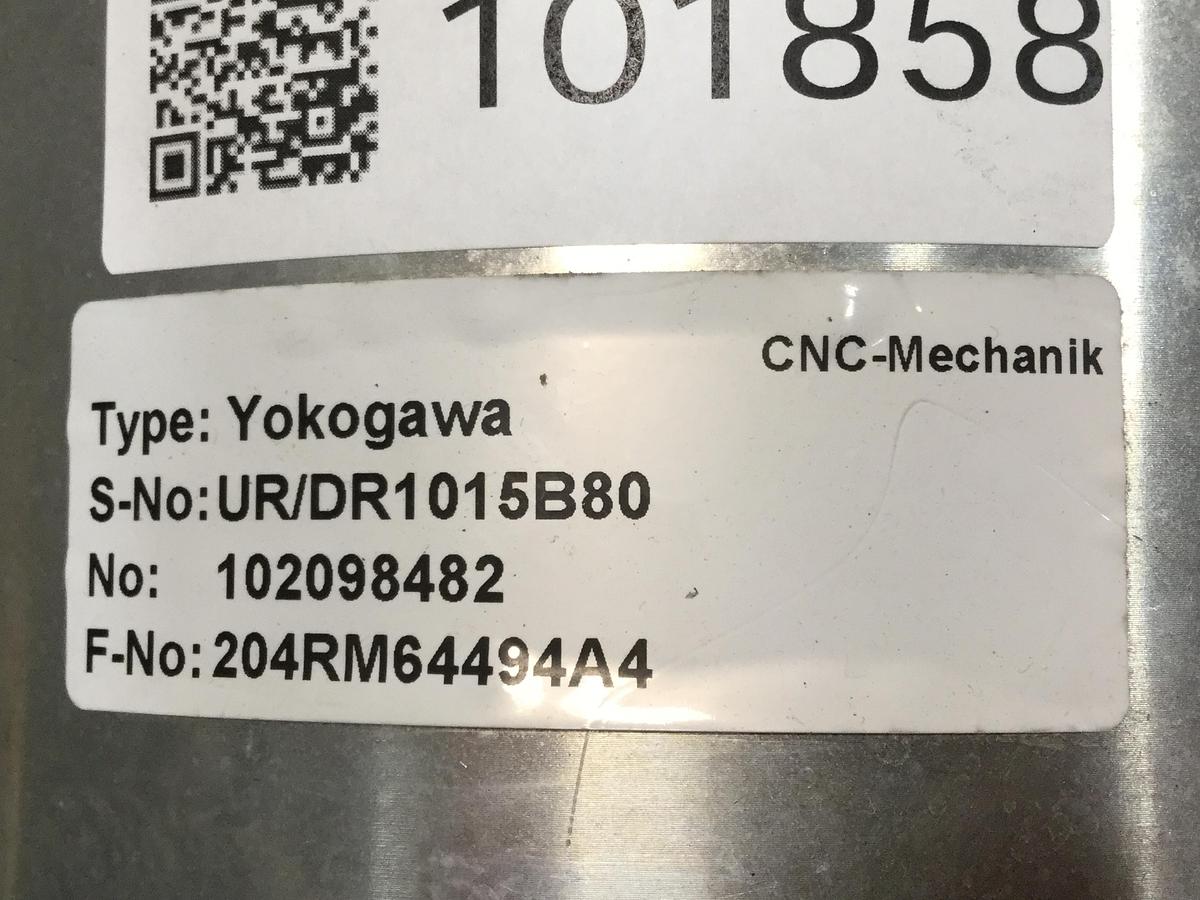 101858
CNC-Mechanik
Type: Yokogawa
S-No: UR/DR1015B80
No: 102098482
F-No: 204RM64494A4